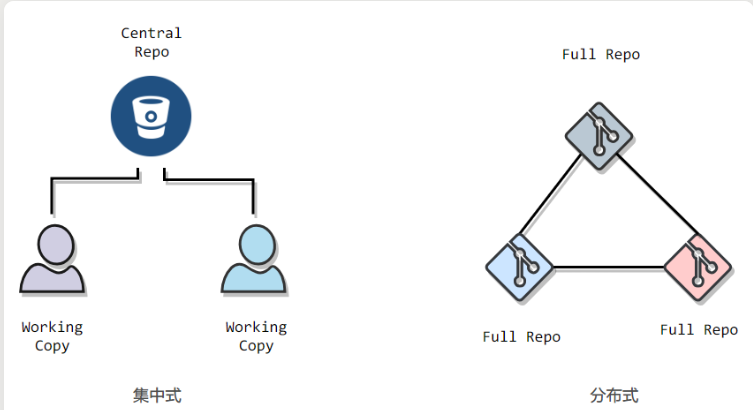 Central
Repo
Full Repo
Working
Copy
Working
Copy
Full Repo
Full Repo
集中式
分布式